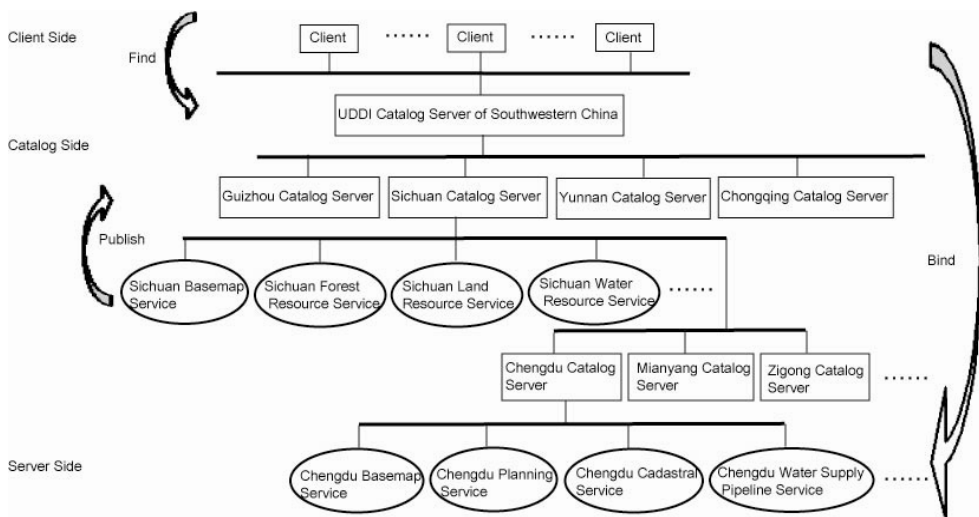 Client Side
Client
......
Client
......
Client
Find
UDDI Catalog Server of Southwestern China
Catalog Side
Guizhou Catalog Server
Sichuan Catalog Server
Yunnan Catalog Server
Chongqing Catalog Server
Publish
Bind
Sichuan Basemap
Service
Sichuan Forest
Resource Service
Sichuan Land
Resource Service
Sichuan Water
Resource Service
......
Chengdu Catalog
Server
Mianyang Catalog
Server
Zigong Catalog
Server
......
Server Side
Chengdu Basemap
Service
Chengdu Planning
Service
Chengdu Cadastral
Service
Chengdu Water Supply
Pipeline Service
......